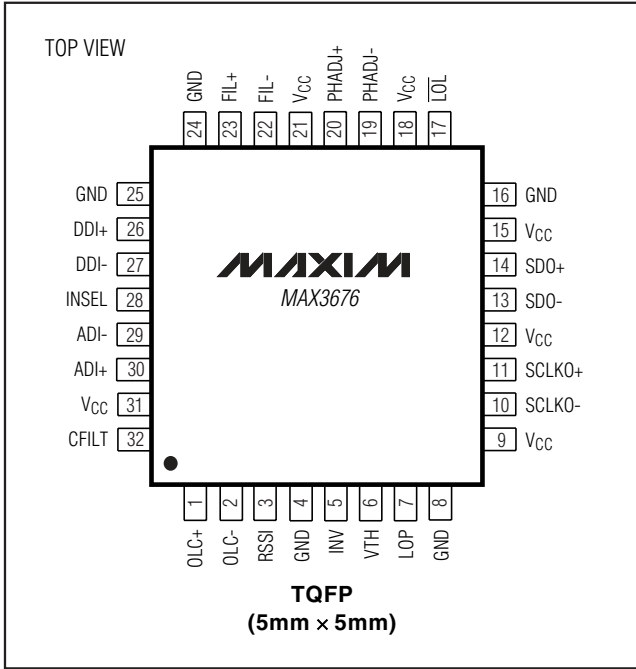 TOP VIEW
GND FIL+ FIL- VCC PHADJ+ PHADJ- VCC L̅O̅L̅
24 23 22 21 20 19 18 17
GND 25
DDI+ 26
DDI- 27
INSEL 28
ADI- 29
ADI+ 30
VCC 31
CFILT 32
MAXIM
MAX3676
16 GND
15 VCC
14 SDO+
13 SDO-
12 VCC
11 SCLKO+
10 SCLKO-
9 VCC
1 2 3 4 5 6 7 8
OLC+ OLC- RSSI GND INV VTH LOP GND
TQFP
(5mm × 5mm)